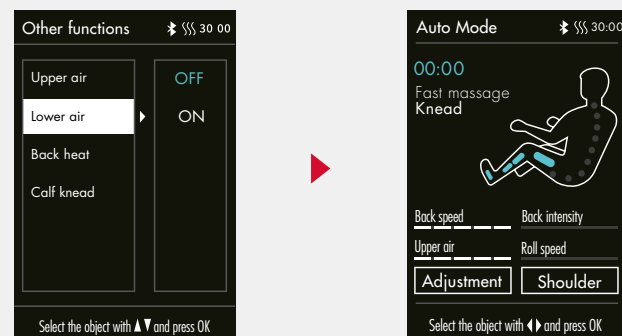 Other functions 30 00
Upper air OFF
Lower air ON
Back heat
Calf knead
Select the object with ▲▼ and press OK
Auto Mode 30:00
00:00
Fast massage
Knead
Back speed Back intensity
Upper air Roll speed
Adjustment Shoulder
Select the object with ◀▶ and press OK